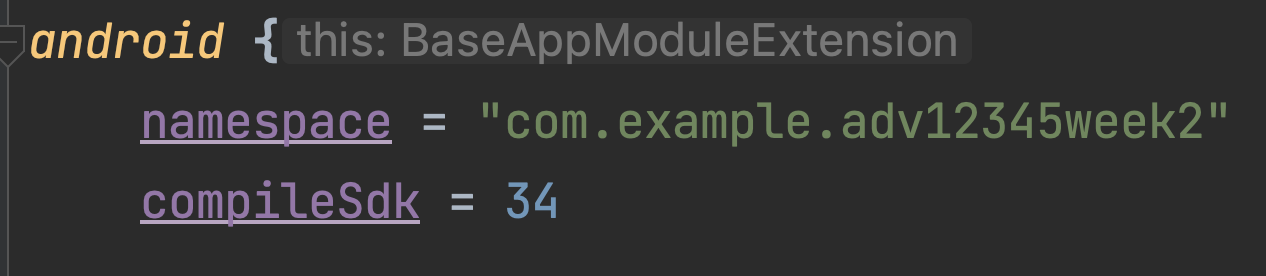 android { this: BaseAppModuleExtension
namespace = "com.example.adv12345week2"
compileSdk = 34